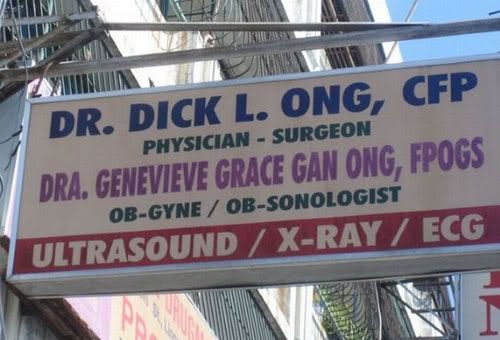 DR. DICK L. ONG, CFP
PHYSICIAN - SURGEON
DRA. GENEVIEVE GRACE GAN ONG, FPOGS
OB-GYNE / OB-SONOLOGIST
ULTRASOUND / X-RAY / ECG